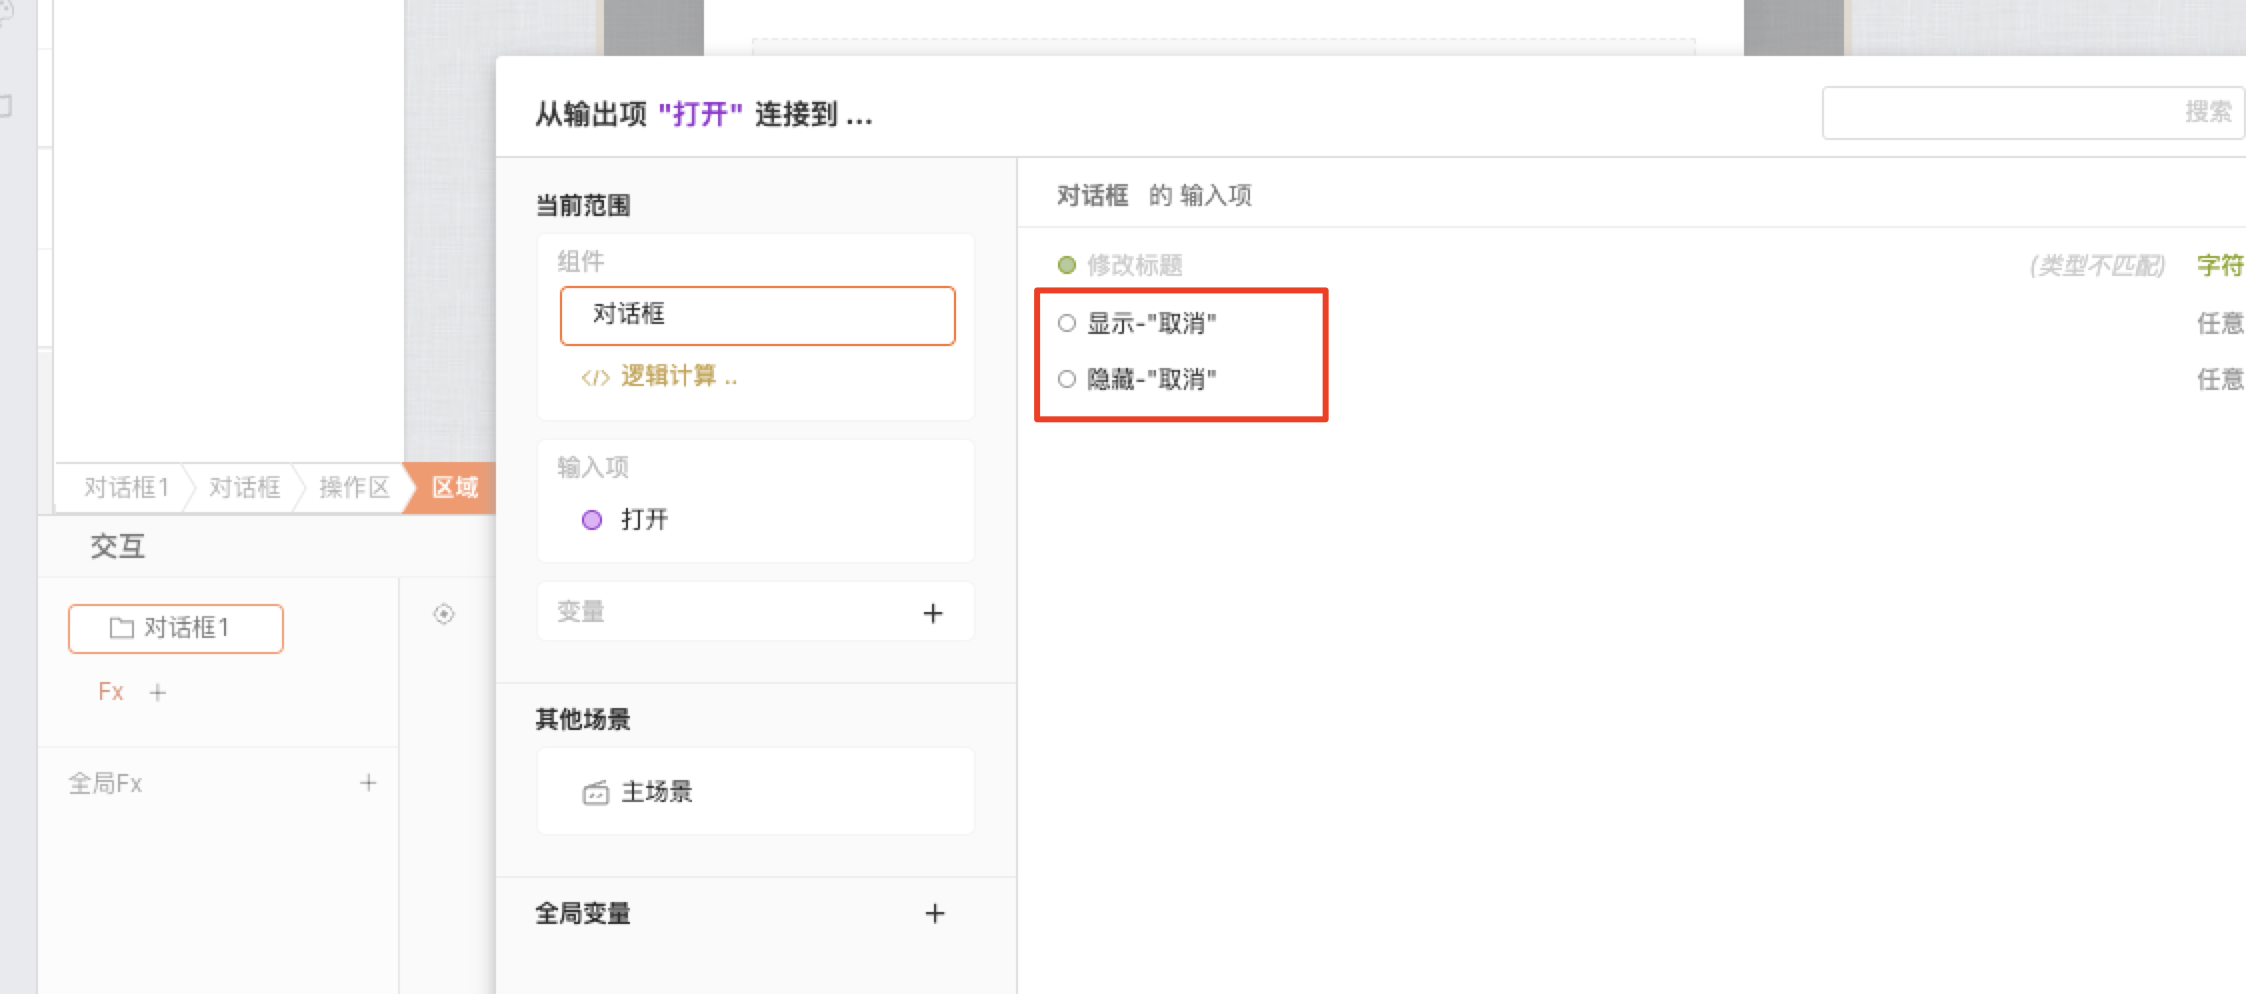 从输出项 "打开" 连接到 ...
搜索
当前范围
组件
对话框
</> 逻辑计算 ..
输入项
打开
变量 +
其他场景
主场景
全局变量 +
对话框 的 输入项
修改标题 (类型不匹配) 字符
显示-"取消" 任意
隐藏-"取消" 任意
对话框1 对话框 操作区 区域
交互
对话框1
Fx +
全局Fx +